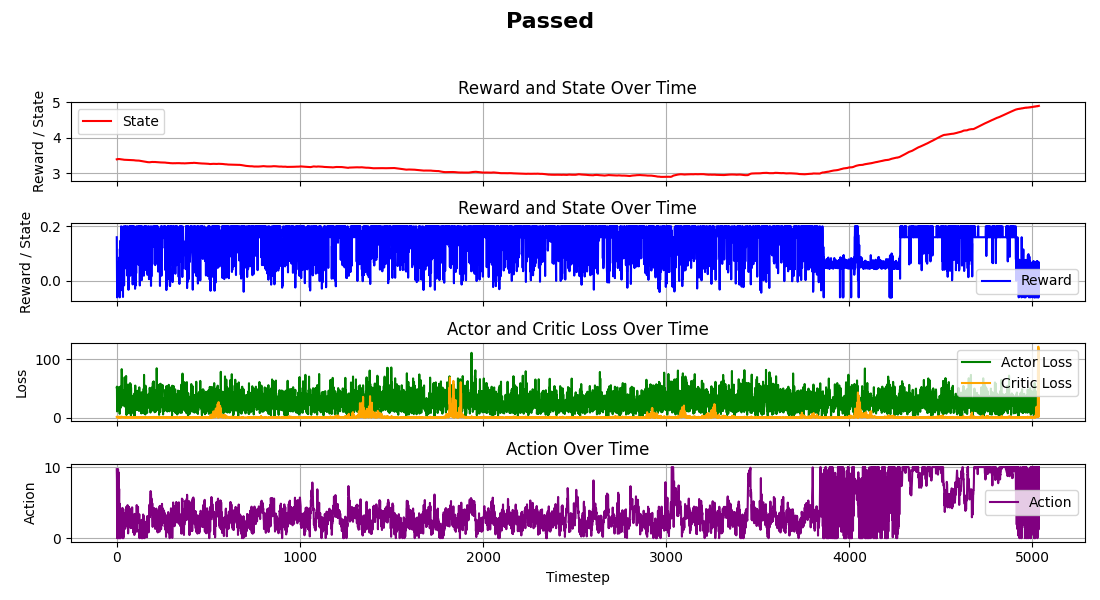 Passed
Reward and State Over Time
Reward / State
5
4
3
State
Reward and State Over Time
Reward / State
0.2
0.0
Reward
Actor and Critic Loss Over Time
Loss
100
0
Actor Loss
Critic Loss
Action Over Time
Action
10
0
Action
0 1000 2000 3000 4000 5000
Timestep